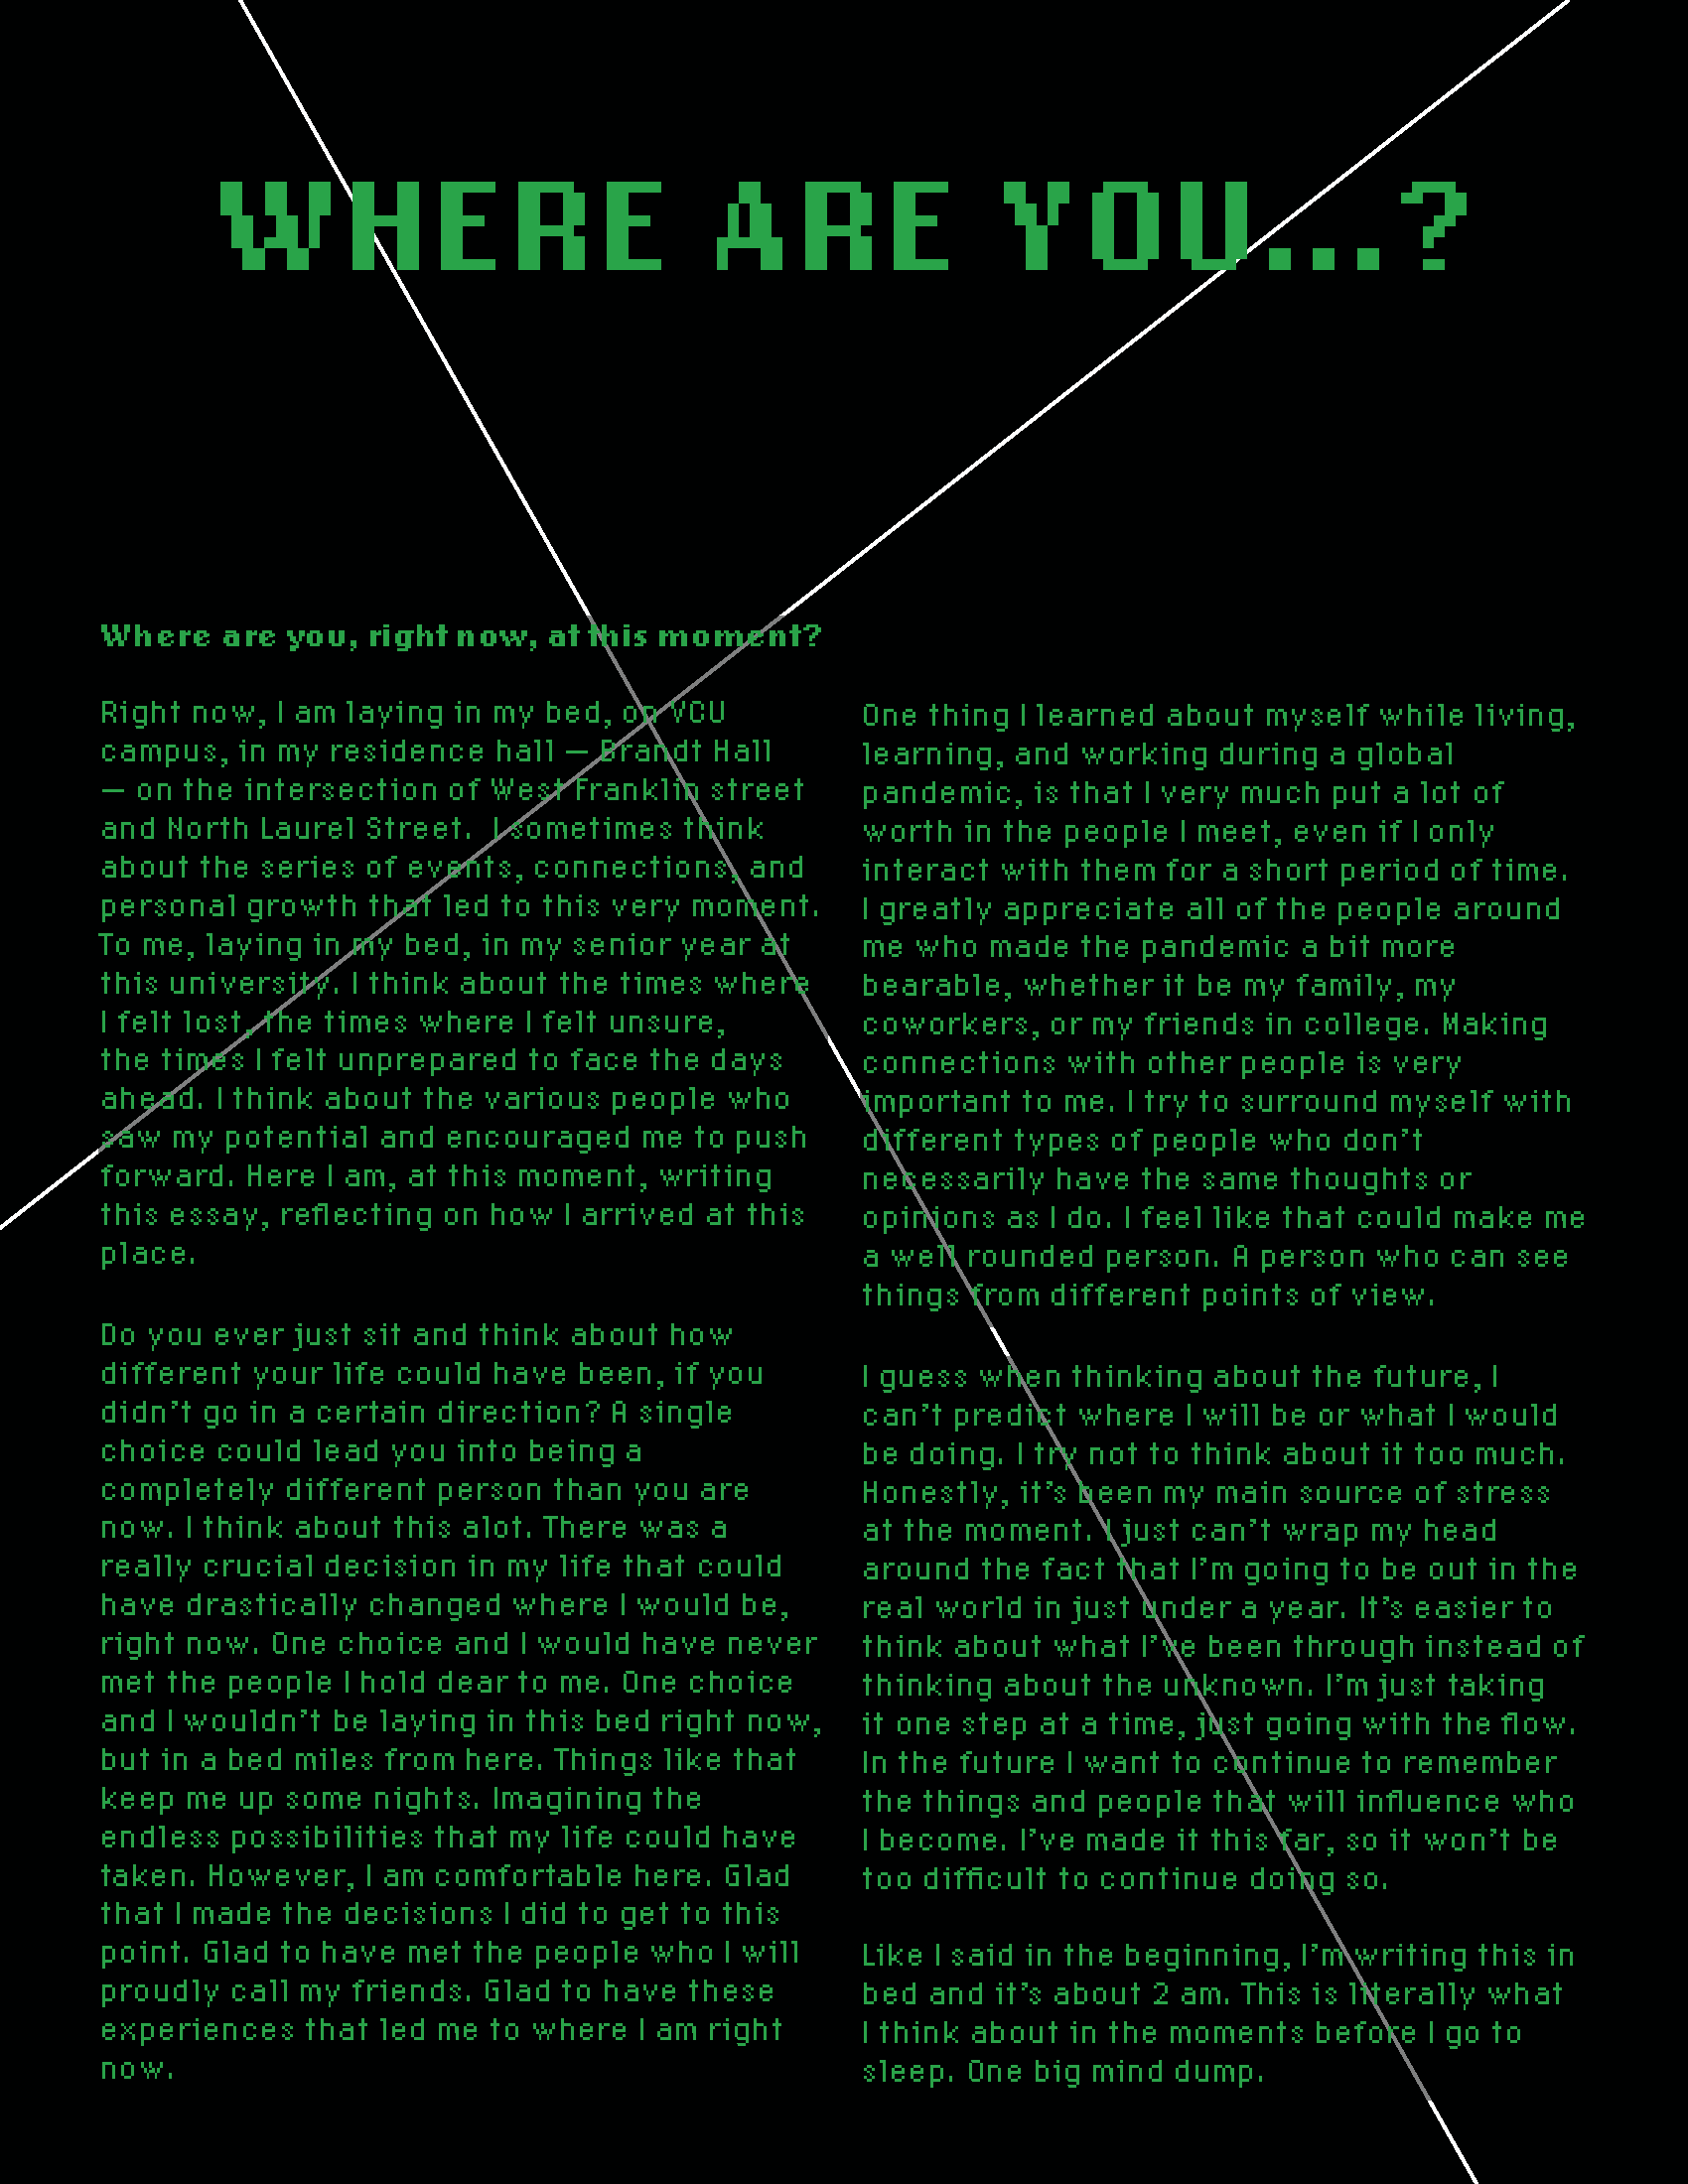 WHERE ARE YOU...?
Where are you, right now, at this moment?
Right now, I am laying in my bed, on VCU
campus, in my residence hall — Brandt Hall
— on the intersection of West Franklin street
and North Laurel Street.  I sometimes think
about the series of events, connections, and
personal growth that led to this very moment.
To me, laying in my bed, in my senior year at
this university. I think about the times where
I felt lost, the times where I felt unsure,
the times I felt unprepared to face the days
ahead. I think about the various people who
saw my potential and encouraged me to push
forward. Here I am, at this moment, writing
this essay, reflecting on how I arrived at this
place.
Do you ever just sit and think about how
different your life could have been, if you
didn’t go in a certain direction? A single
choice could lead you into being a
completely different person than you are
now. I think about this alot. There was a
really crucial decision in my life that could
have drastically changed where I would be,
right now. One choice and I would have never
met the people I hold dear to me. One choice
and I wouldn’t be laying in this bed right now,
but in a bed miles from here. Things like that
keep me up some nights. Imagining the
endless possibilities that my life could have
taken. However, I am comfortable here. Glad
that I made the decisions I did to get to this
point. Glad to have met the people who I will
proudly call my friends. Glad to have these
experiences that led me to where I am right
now.
One thing I learned about myself while living,
learning, and working during a global
pandemic, is that I very much put a lot of
worth in the people I meet, even if I only
interact with them for a short period of time.
I greatly appreciate all of the people around
me who made the pandemic a bit more
bearable, whether it be my family, my
coworkers, or my friends in college. Making
connections with other people is very
important to me. I try to surround myself with
different types of people who don’t
necessarily have the same thoughts or
opinions as I do. I feel like that could make me
a well rounded person. A person who can see
things from different points of view.
I guess when thinking about the future, I
can’t predict where I will be or what I would
be doing. I try not to think about it too much.
Honestly, it’s been my main source of stress
at the moment. I just can’t wrap my head
around the fact that I’m going to be out in the
real world in just under a year. It’s easier to
think about what I’ve been through instead of
thinking about the unknown. I’m just taking
it one step at a time, just going with the flow.
In the future I want to continue to remember
the things and people that will influence who
I become. I’ve made it this far, so it won’t be
too difficult to continue doing so.
Like I said in the beginning, I’m writing this in
bed and it’s about 2 am. This is literally what
I think about in the moments before I go to
sleep. One big mind dump.